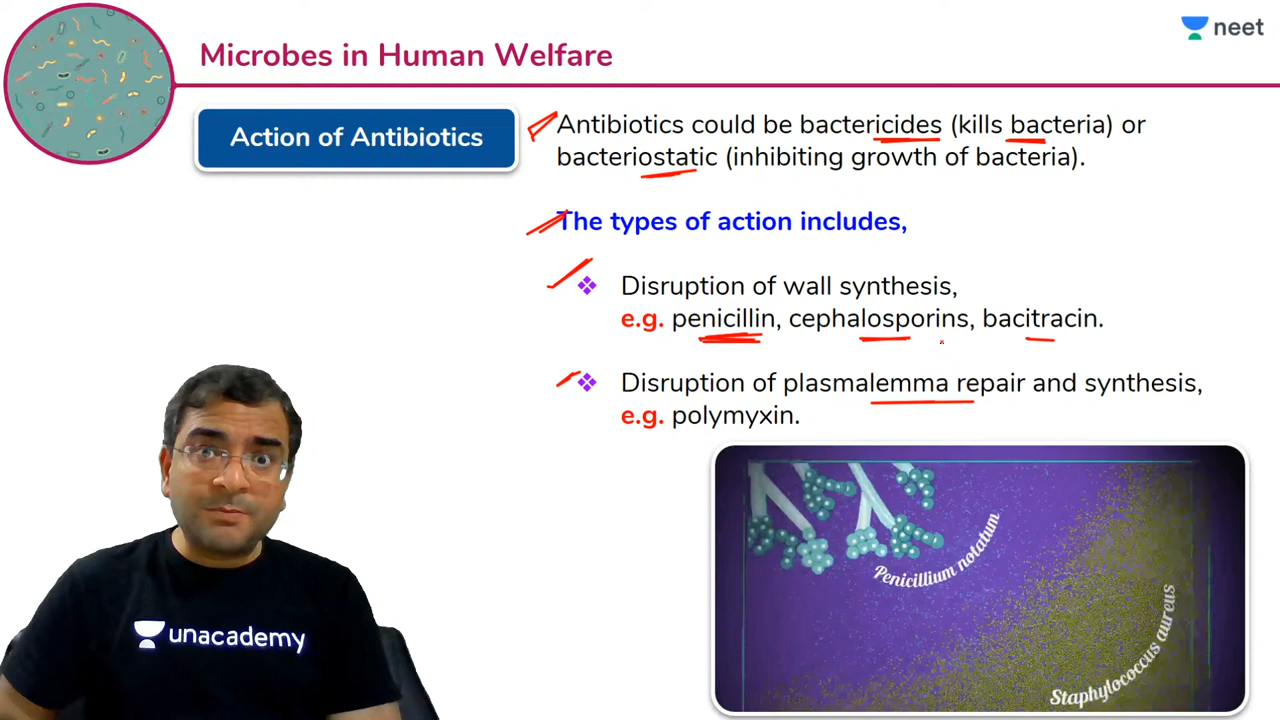 Microbes in Human Welfare
neet
Action of Antibiotics
Antibiotics could be bactericides (kills bacteria) or
bacteriostatic (inhibiting growth of bacteria).
The types of action includes,
❖ Disruption of wall synthesis,
e.g. penicillin, cephalosporins, bacitracin.
❖ Disruption of plasmalemma repair and synthesis,
e.g. polymyxin.
Penicillium notatum
Staphylococcus aureus
unacademy